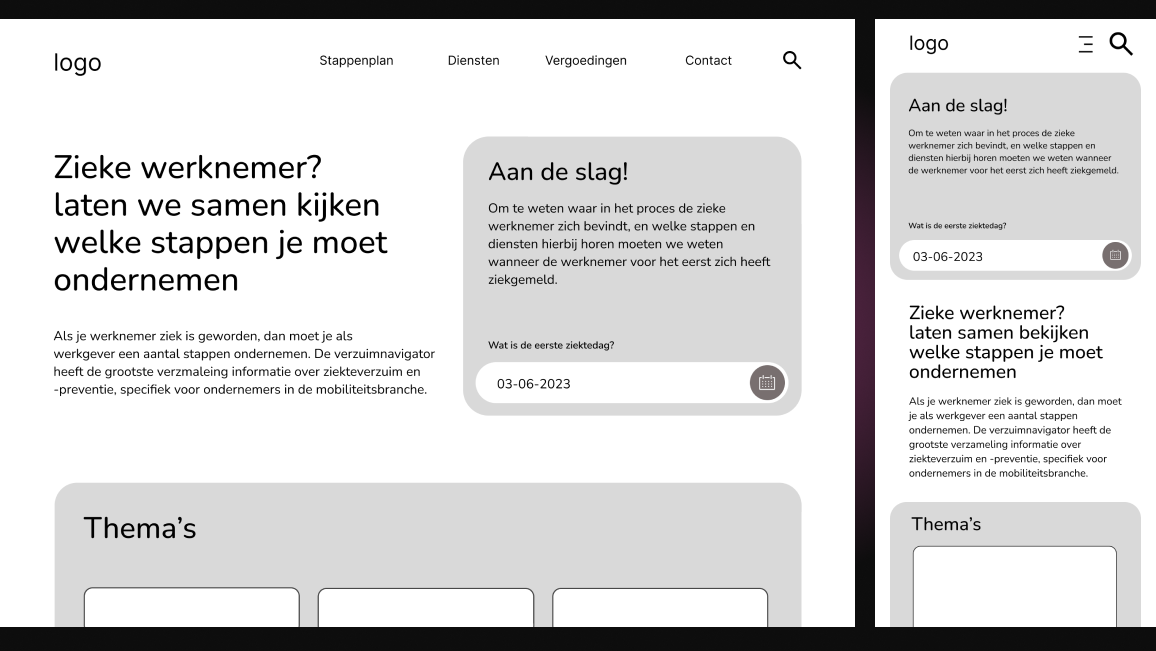 logo
Stappenplan
Diensten
Vergoedingen
Contact
Zieke werknemer?
laten we samen kijken
welke stappen je moet
ondernemen
Als je werknemer ziek is geworden, dan moet je als
werkgever een aantal stappen ondernemen. De verzuimnavigator
heeft de grootste verzmaleing informatie over ziekteverzuim en
-preventie, specifiek voor ondernemers in de mobiliteitsbranche.
Aan de slag!
Om te weten waar in het proces de zieke
werknemer zich bevindt, en welke stappen en
diensten hierbij horen moeten we weten
wanneer de werknemer voor het eerst zich heeft
ziekgemeld.
Wat is de eerste ziektedag?
03-06-2023
Thema's
logo
Aan de slag!
Om te weten waar in het proces de zieke
werknemer zich bevindt, en welke stappen en
diensten hierbij horen moeten we weten wanneer
de werknemer voor het eerst zich heeft ziekgemeld.
Wat is de eerste ziektedag?
03-06-2023
Zieke werknemer?
laten samen bekijken
welke stappen je moet
ondernemen
Als je werknemer ziek is geworden, dan moet
je als werkgever een aantal stappen
ondernemen. De verzuimnavigator heeft de
grootste verzameling informatie over
ziekteverzuim en -preventie, specifiek voor
ondernemers in de mobiliteitsbranche.
Thema's